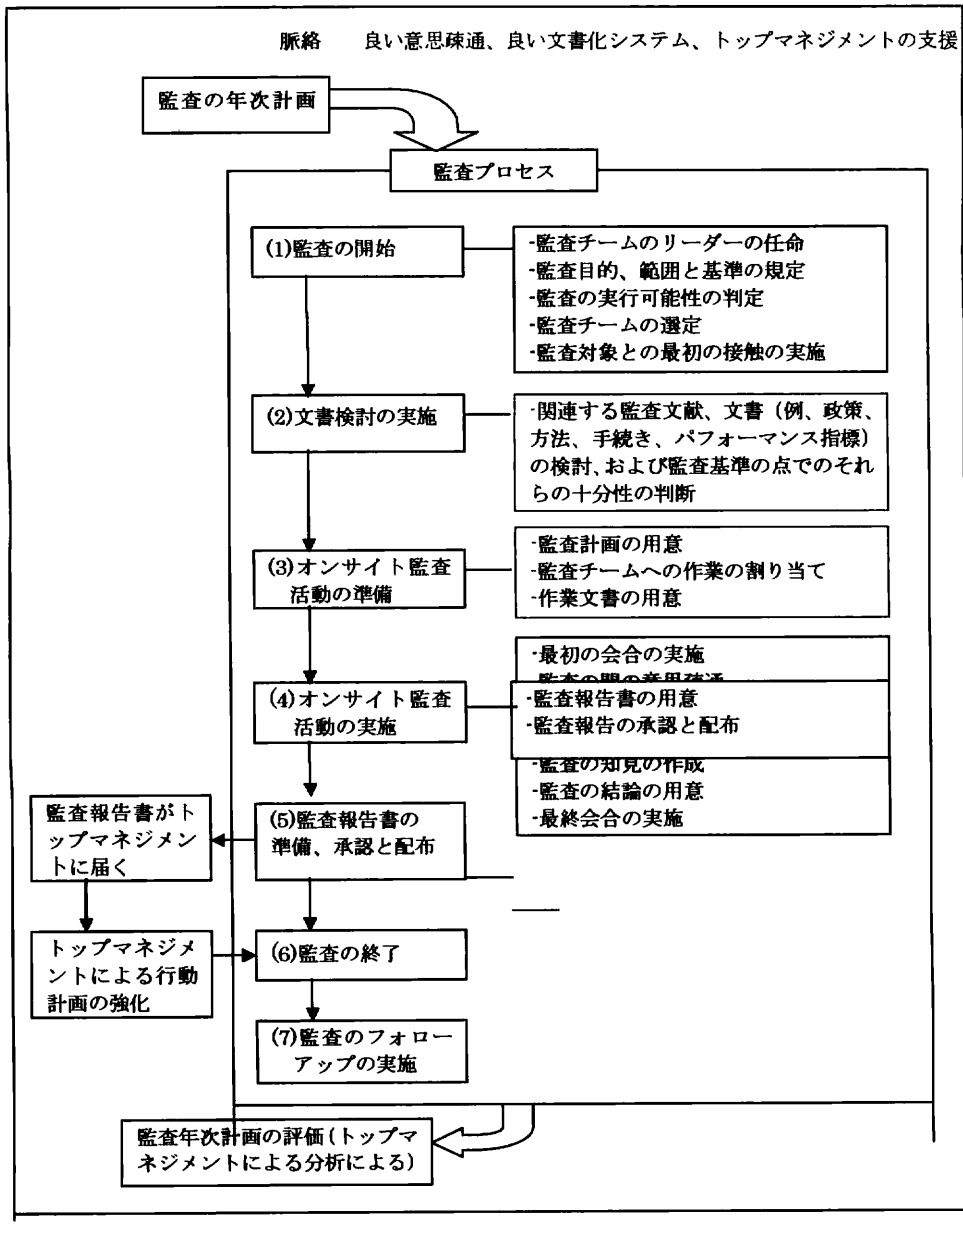 脈絡　良い意思疎通、良い文書化システム、トップマネジメントの支援
監査の年次計画
監査プロセス
(1)監査の開始
-監査チームのリーダーの任命
-監査目的、範囲と基準の規定
-監査の実行可能性の判定
-監査チームの選定
-監査対象との最初の接触の実施
(2)文書検討の実施
-関連する監査文献、文書（例、政策、
方法、手続き、パフォーマンス指標）
の検討、および監査基準の点でのそれ
らの十分性の判断
(3)オンサイト監査
活動の準備
-監査計画の用意
-監査チームへの作業の割り当て
-作業文書の用意
(4)オンサイト監査
活動の実施
-最初の会合の実施
-監査の間の意思疎通
-監査報告書の用意
-監査報告の承認と配布
-監査の知見の作成
-監査の結論の用意
-最終会合の実施
(5)監査報告書の
準備、承認と配布
監査報告書がト
ップマネジメン
トに届く
トップマネジメ
ントによる行動
計画の強化
(6)監査の終了
(7)監査のフォロー
アップの実施
監査年次計画の評価(トップマ
ネジメントによる分析による)